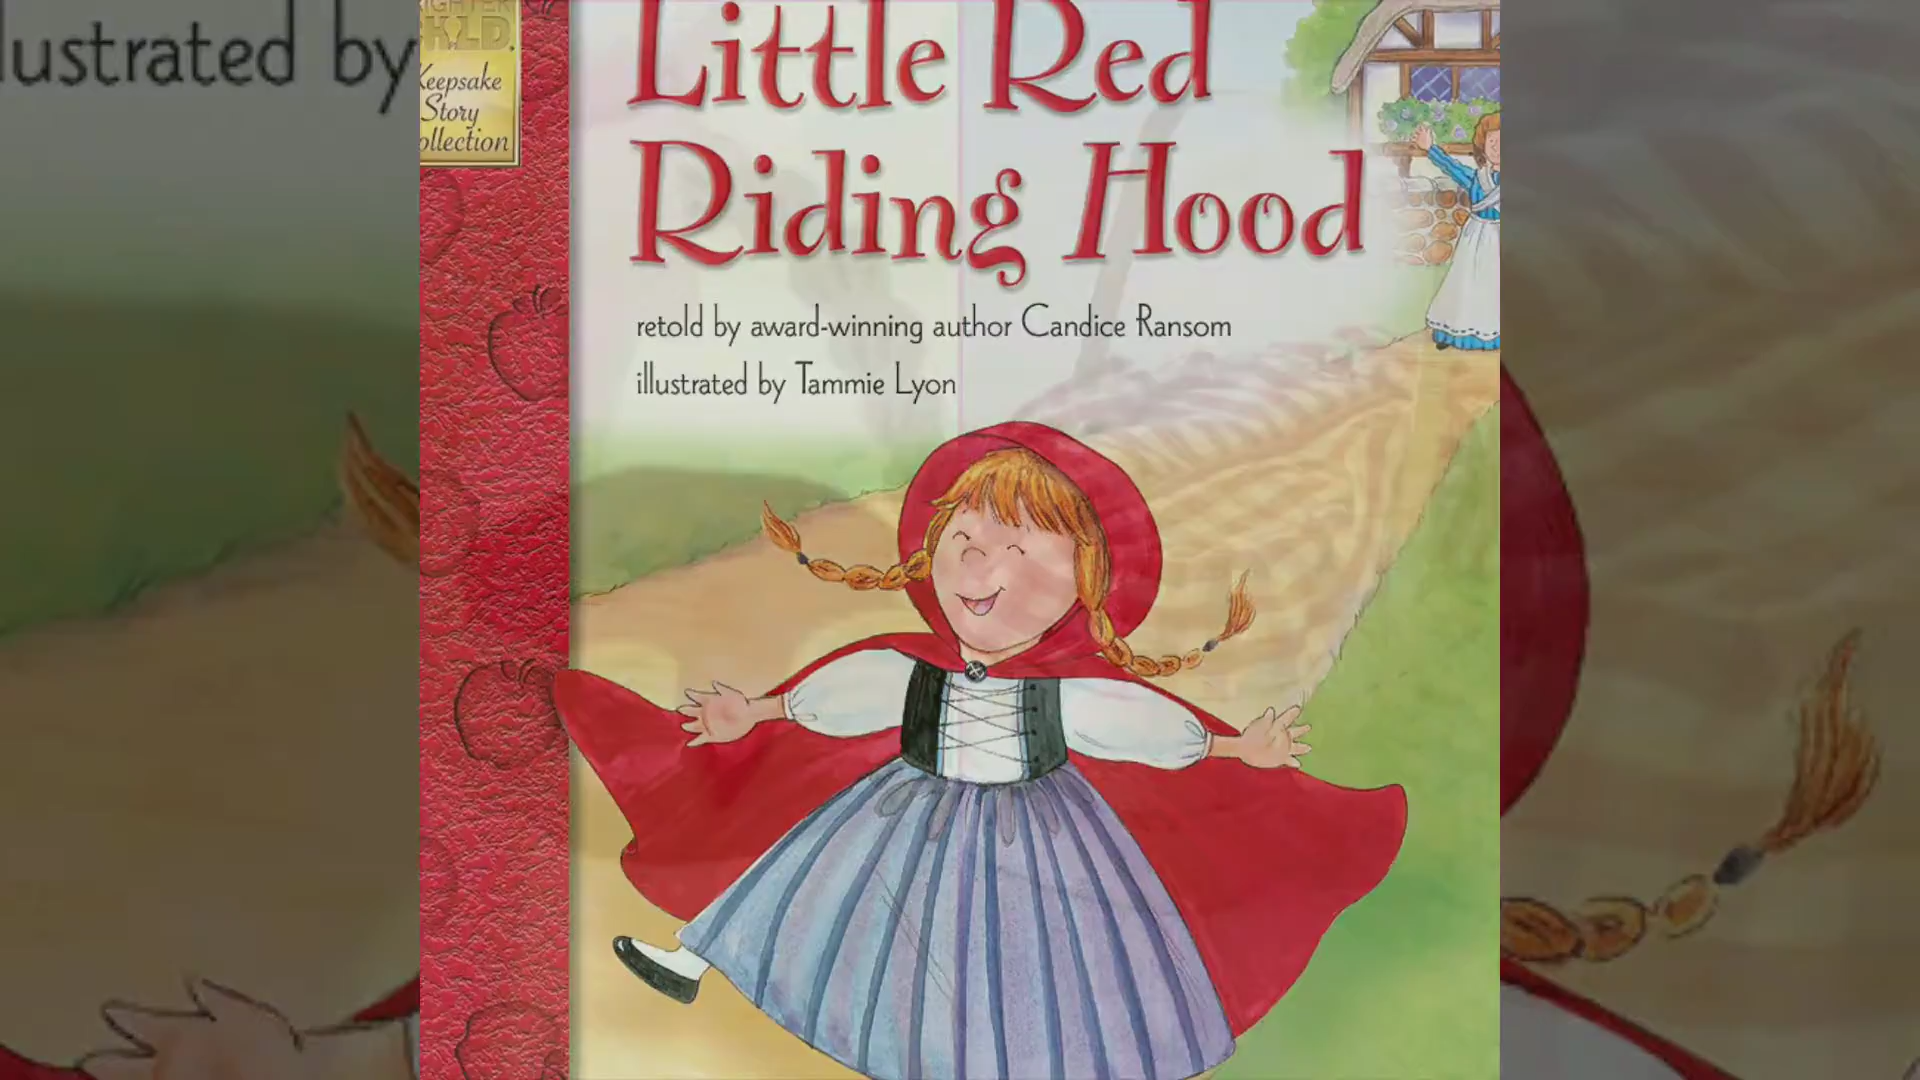 lustrated by
Keepsake
Story
ollection
Little Red
Riding Hood
retold by award-winning author Candice Ransom
illustrated by Tammie Lyon